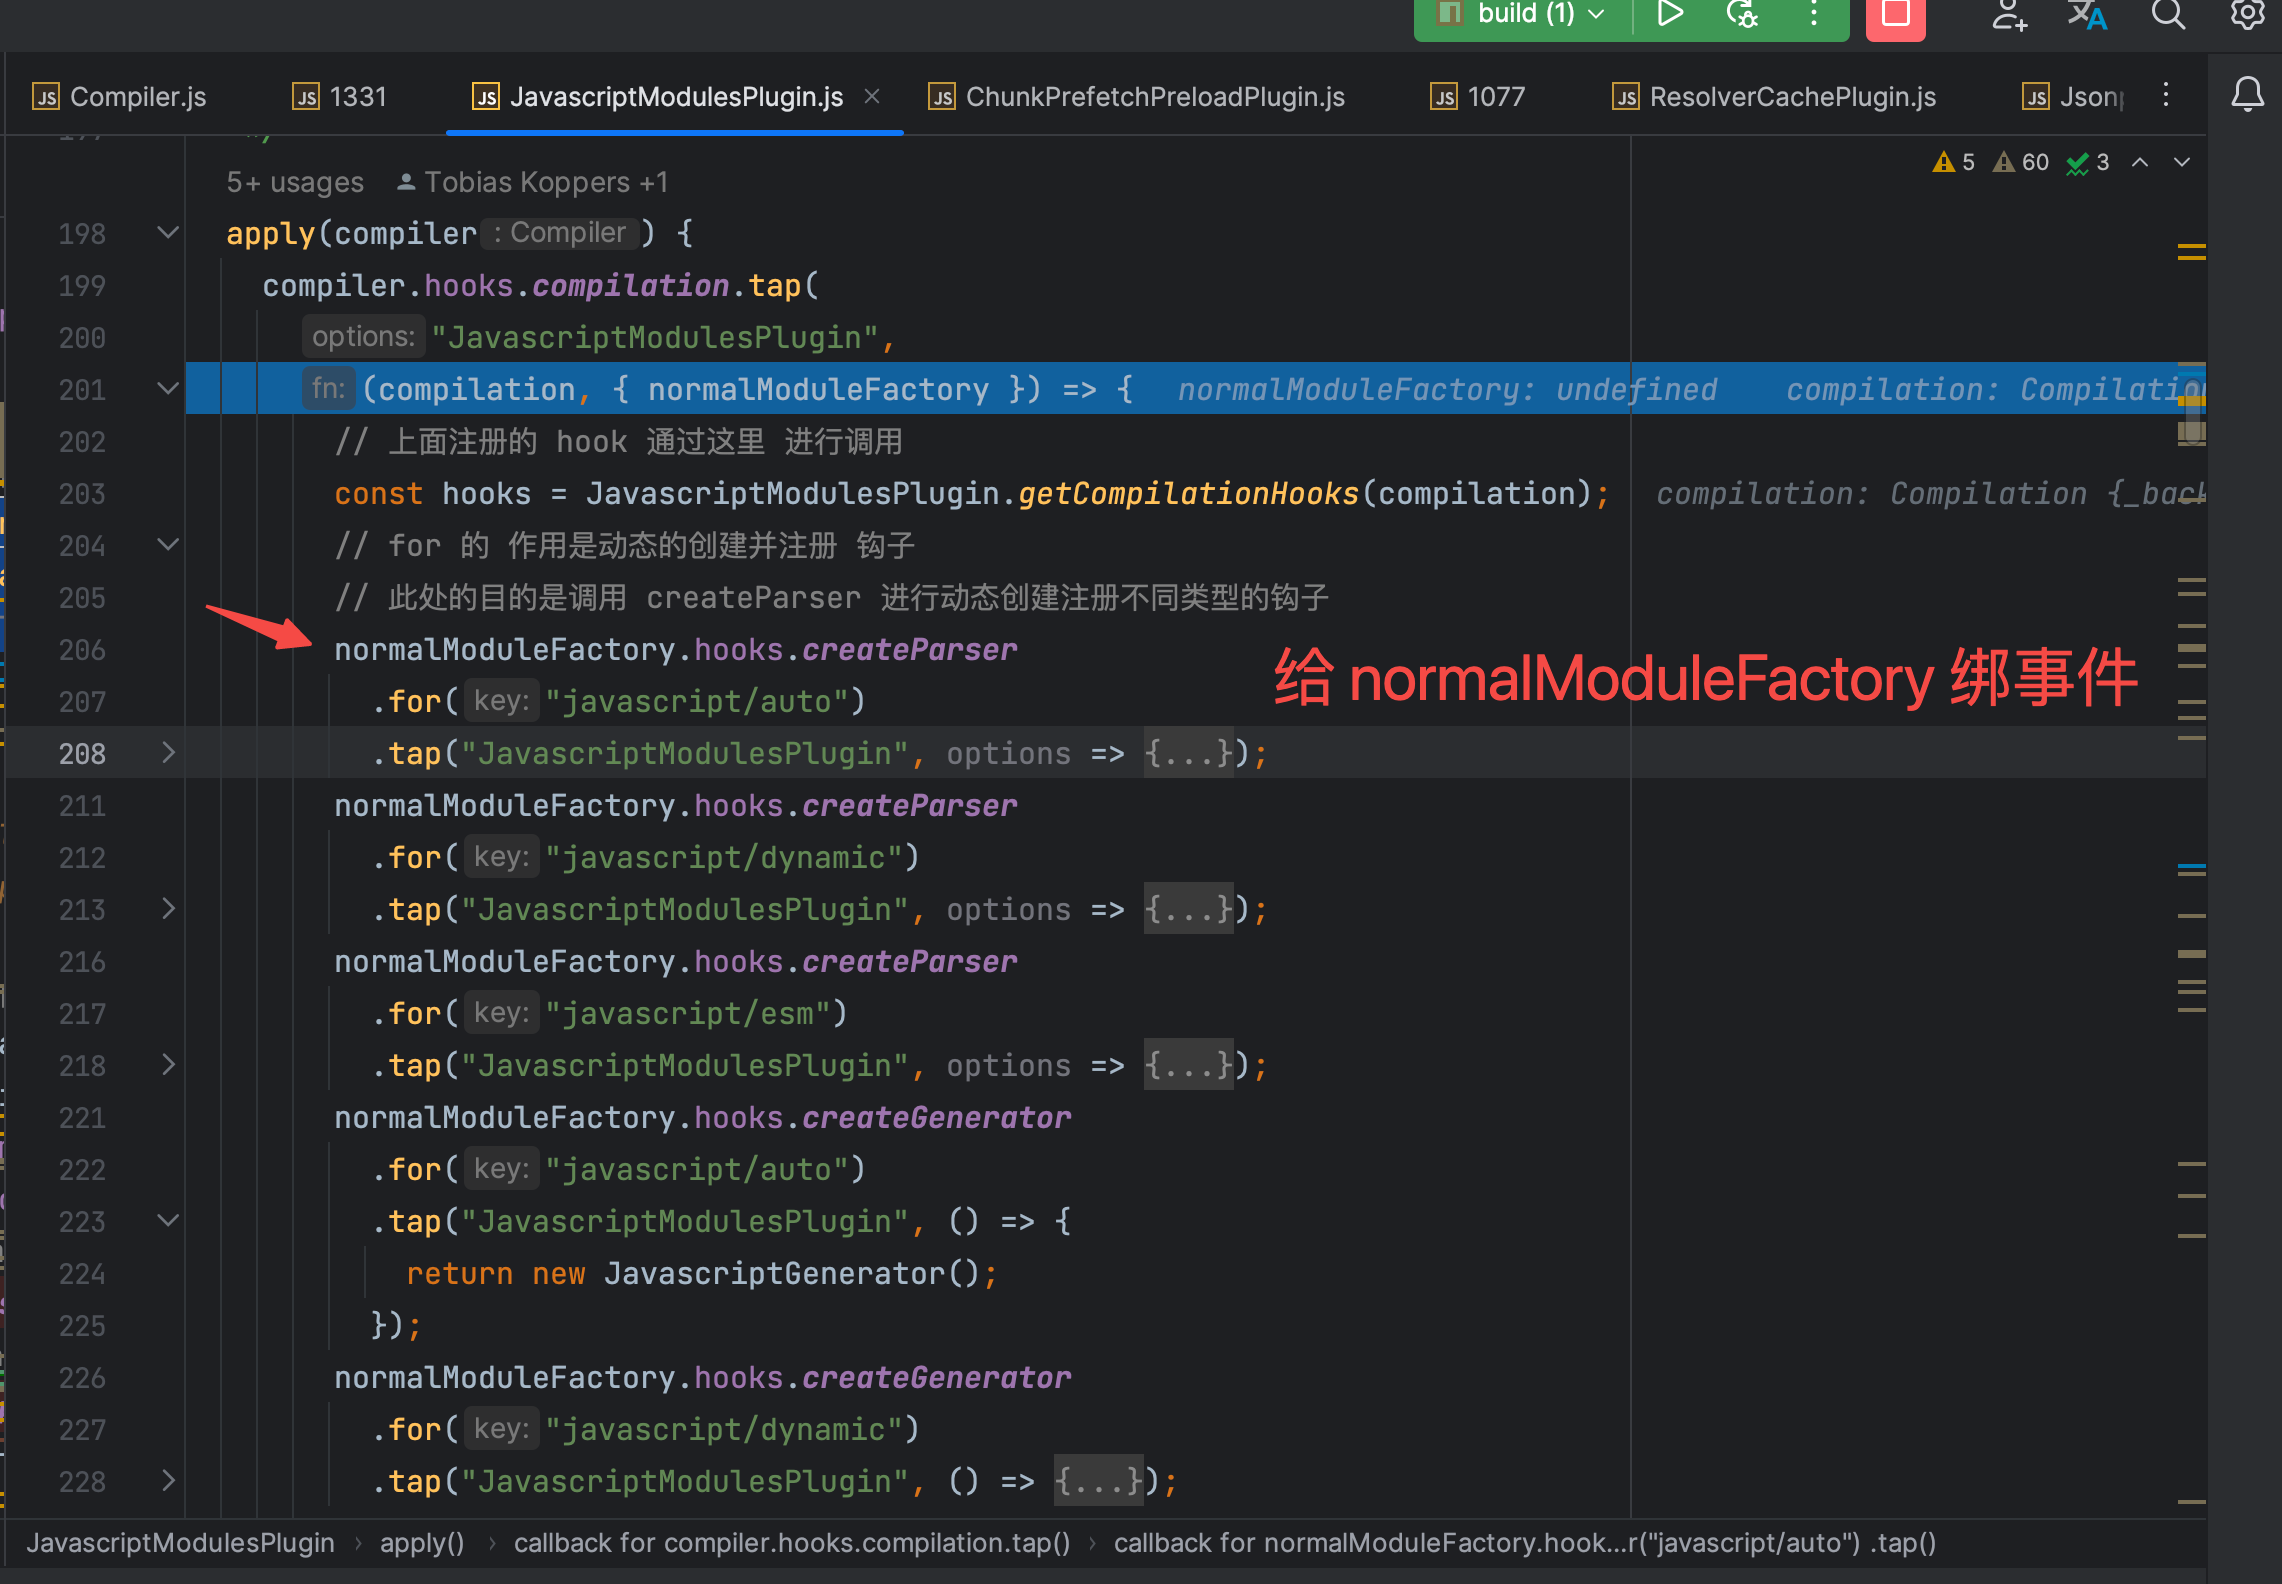 build (1)
Compiler.js 1331 JavascriptModulesPlugin.js ChunkPrefetchPreloadPlugin.js 1077 ResolverCachePlugin.js
5 60 3
5+ usages Tobias Koppers +1
198 apply(compiler : Compiler) {
199 compiler.hooks.compilation.tap(
200 options: "JavascriptModulesPlugin",
201 fn: (compilation, { normalModuleFactory }) => { normalModuleFactory: undefined compilation: Compilation
202 // 上面注册的 hook 通过这里 进行调用
203 const hooks = JavascriptModulesPlugin.getCompilationHooks(compilation); compilation: Compilation {_back
204 // for 的 作用是动态的创建并注册 钩子
205 // 此处的目的是调用 createParser 进行动态创建注册不同类型的钩子
206 normalModuleFactory.hooks.createParser
给 normalModuleFactory 绑事件
207 .for( key: "javascript/auto")
208 .tap("JavascriptModulesPlugin", options => {...});
211 normalModuleFactory.hooks.createParser
212 .for( key: "javascript/dynamic")
213 .tap("JavascriptModulesPlugin", options => {...});
216 normalModuleFactory.hooks.createParser
217 .for( key: "javascript/esm")
218 .tap("JavascriptModulesPlugin", options => {...});
221 normalModuleFactory.hooks.createGenerator
222 .for( key: "javascript/auto")
223 .tap("JavascriptModulesPlugin", () => {
224 return new JavascriptGenerator();
225 });
226 normalModuleFactory.hooks.createGenerator
227 .for( key: "javascript/dynamic")
228 .tap("JavascriptModulesPlugin", () => {...});
JavascriptModulesPlugin › apply() › callback for compiler.hooks.compilation.tap() › callback for normalModuleFactory.hook...r("javascript/auto") .tap()